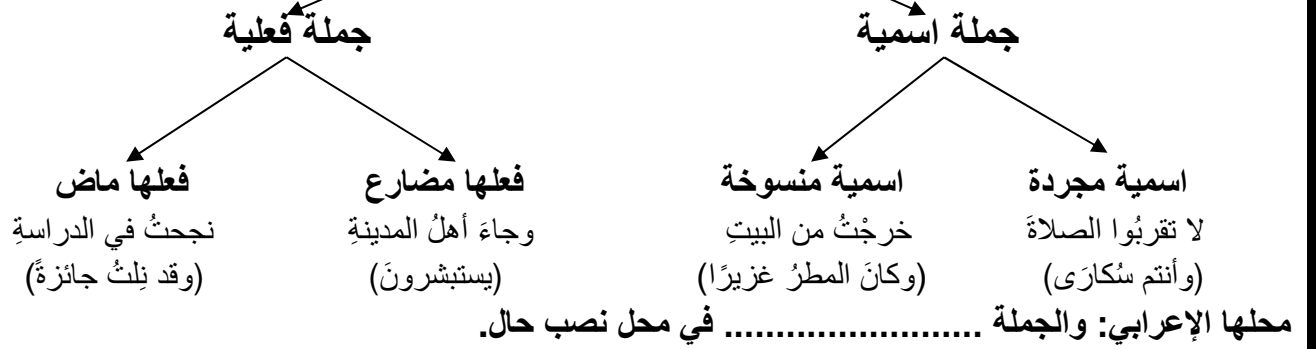 جملة اسمية جملة فعلية
اسمية مجردة اسمية منسوخة فعلها مضارع فعلها ماض
لا تقربُوا الصلاةَ خرجْتُ من البيتِ وجاءَ أهلُ المدينةِ نجحتُ في الدراسةِ
(وأنتم سُكارَى) (وكانَ المطرُ غزيرًا) (يستبشرونَ) (وقد نِلتُ جائزةً)
محلها الإعرابي: والجملة ......................... في محل نصب حال.